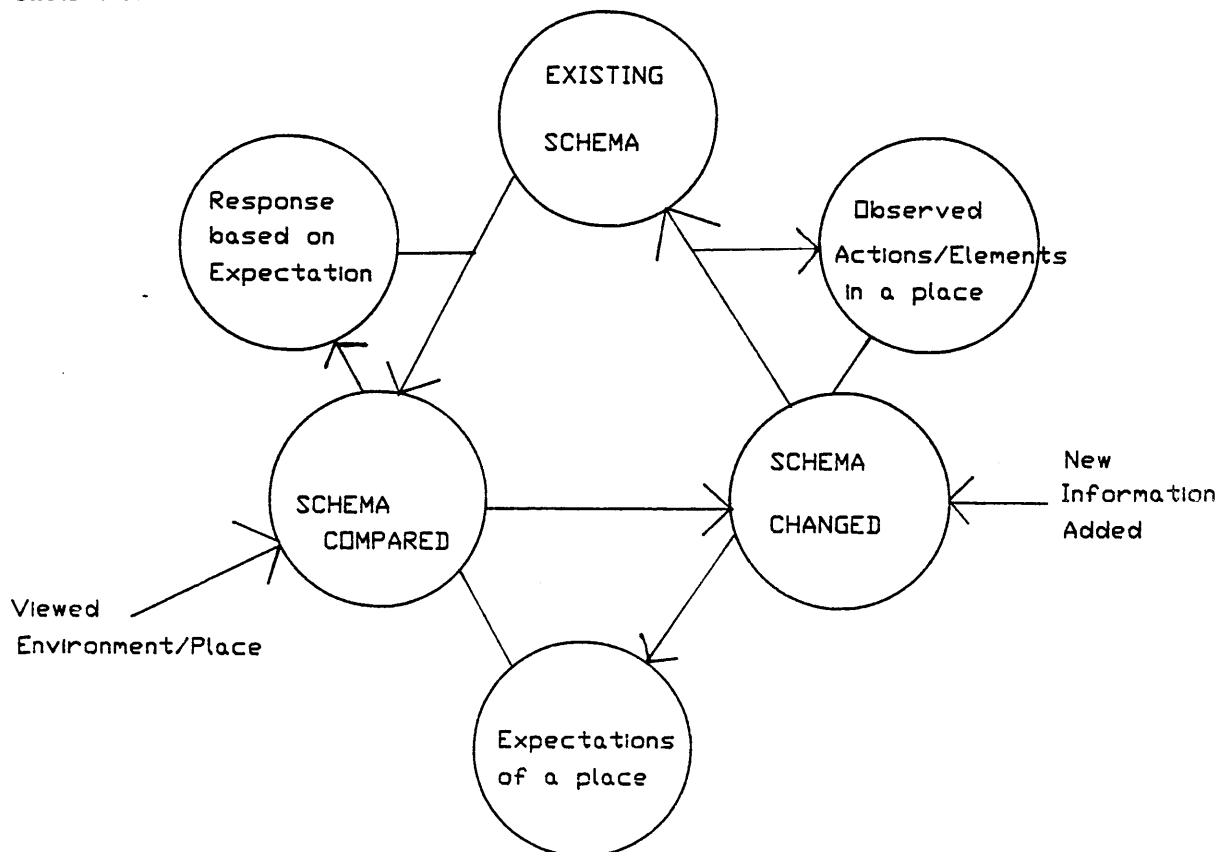 EXISTING
SCHEMA
Response
based on
Expectation
Observed
Actions/Elements
in a place
SCHEMA
COMPARED
SCHEMA
CHANGED
New
Information
Added
Viewed
Environment/Place
Expectations
of a place